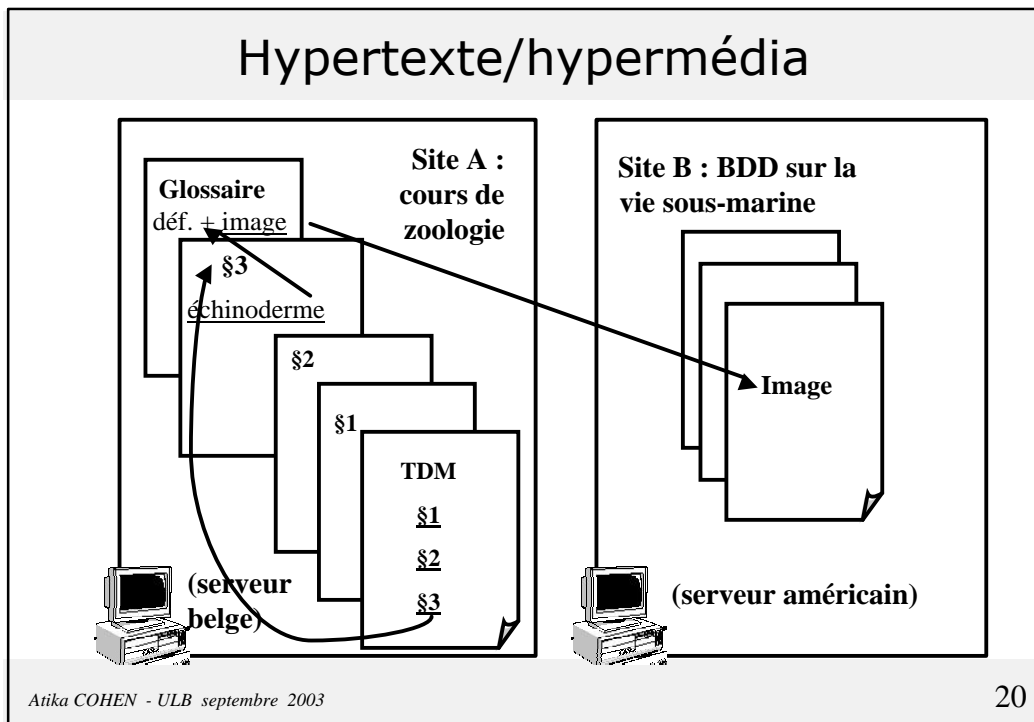 Hypertexte/hypermédia
Site A :
cours de
zoologie
Glossaire
déf. + image
§3
échinoderme
§2
§1
TDM
§1
§2
§3
(serveur
belge)
Site B : BDD sur la
vie sous-marine
Image
(serveur américain)
Atika COHEN - ULB septembre 2003
20